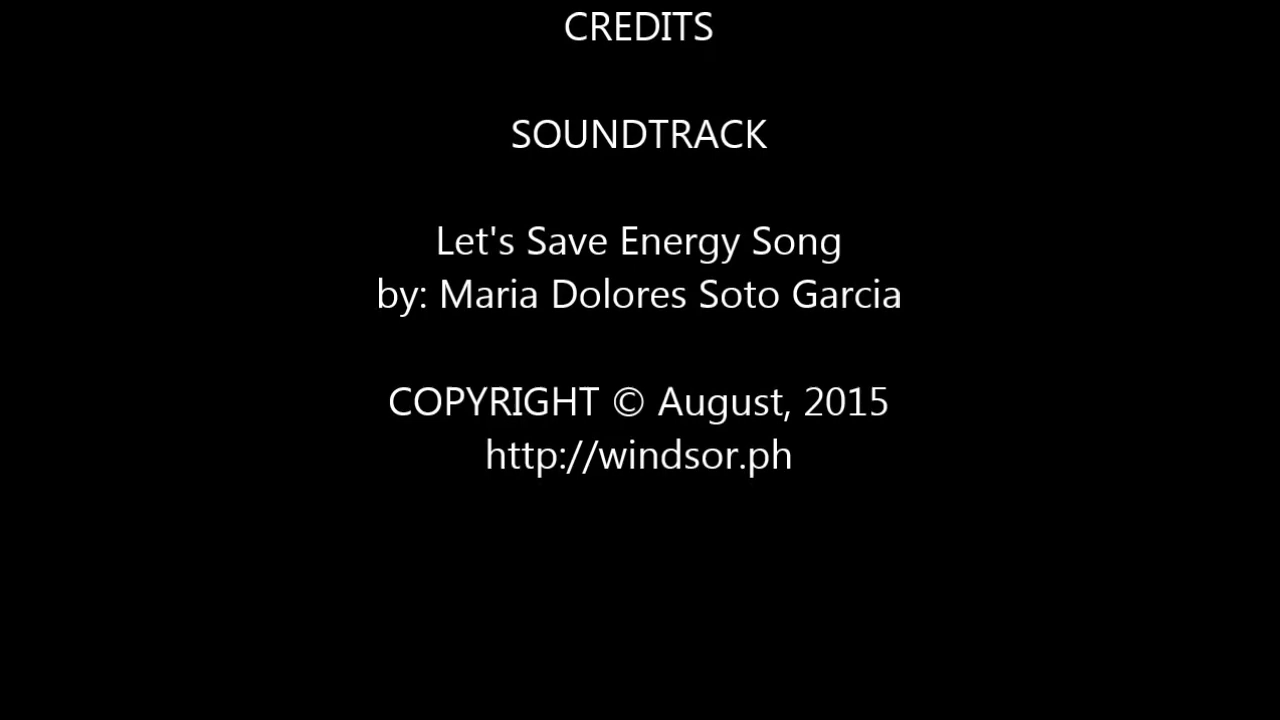 CREDITS
SOUNDTRACK
Let's Save Energy Song
by: Maria Dolores Soto Garcia
COPYRIGHT © August, 2015
http://windsor.ph